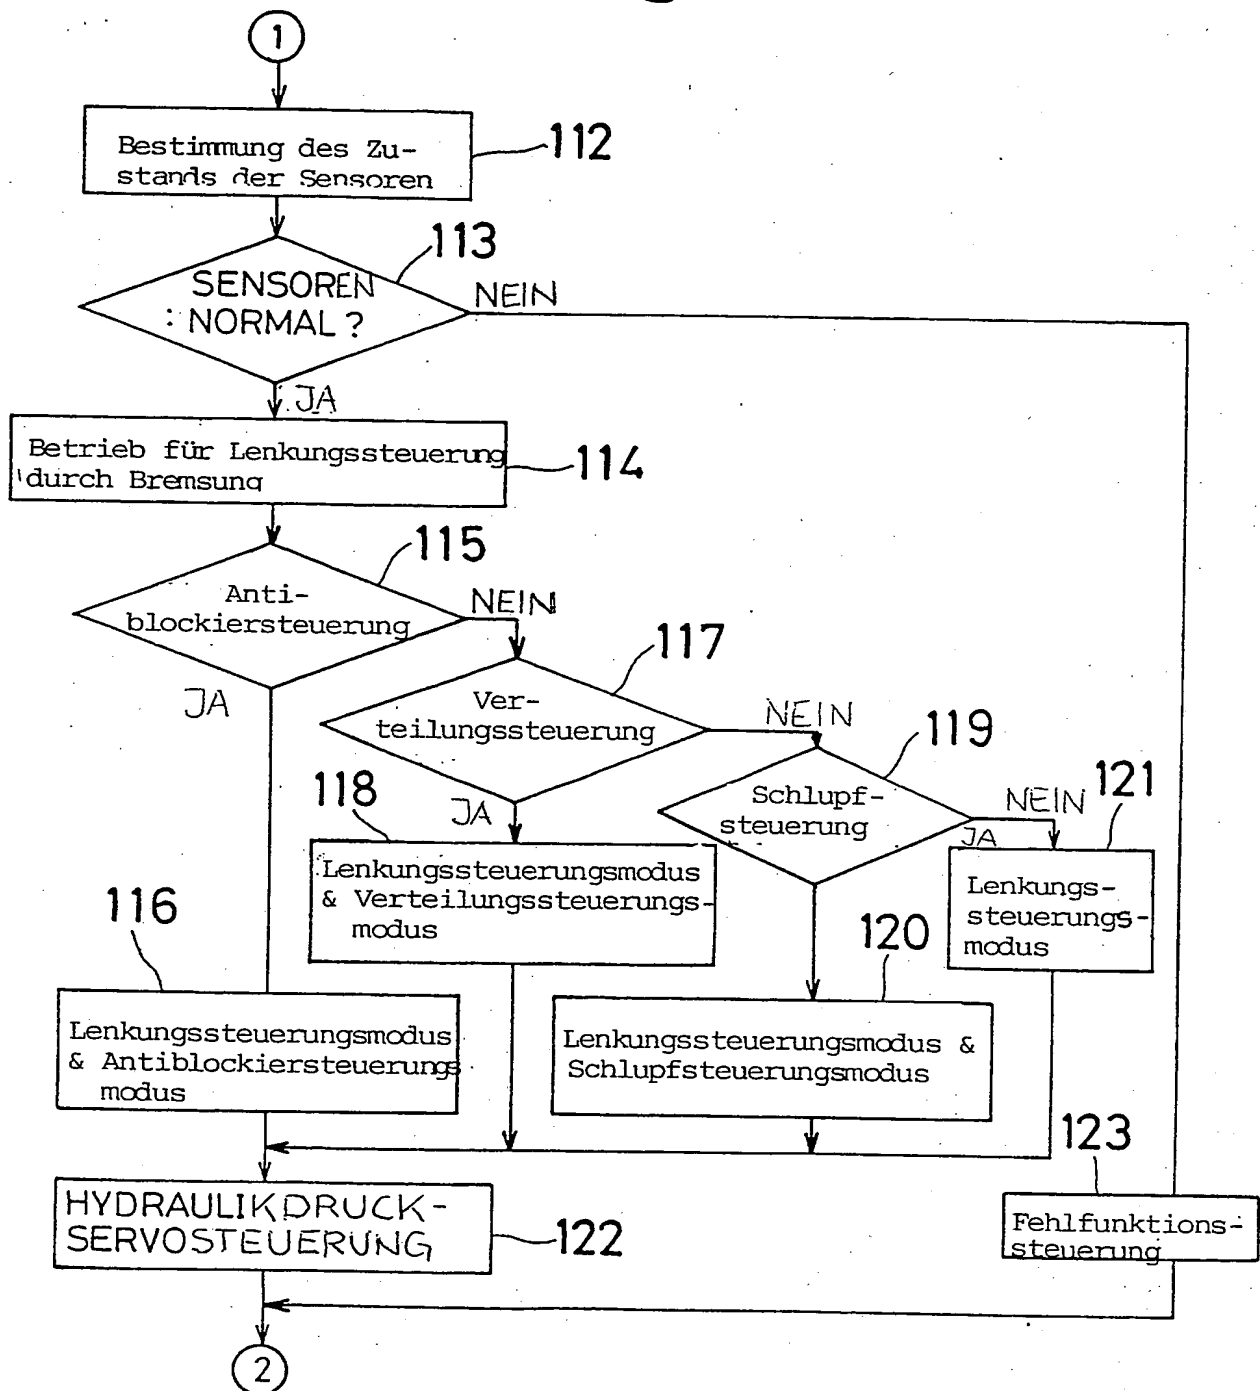 1
Bestimmung des Zu-
stands der Sensoren
112
113
SENSOREN
: NORMAL ?
NEIN
JA
Betrieb für Lenkungssteuerung
durch Bremsung
114
115
Anti-
blockiersteuerung
NEIN
JA
117
Ver-
teilungssteuerung
NEIN
JA
119
Schlupf-
steuerung
NEIN
JA
121
118
Lenkungssteuerungsmodus
& Verteilungssteuerungs-
modus
Lenkungs-
steuerungs-
modus
116
120
Lenkungssteuerungsmodus
& Antiblockiersteuerungs
modus
Lenkungssteuerungsmodus &
Schlupfsteuerungsmodus
123
HYDRAULIKDRUCK-
SERVOSTEUERUNG
122
Fehlfunktions-
steuerung
2